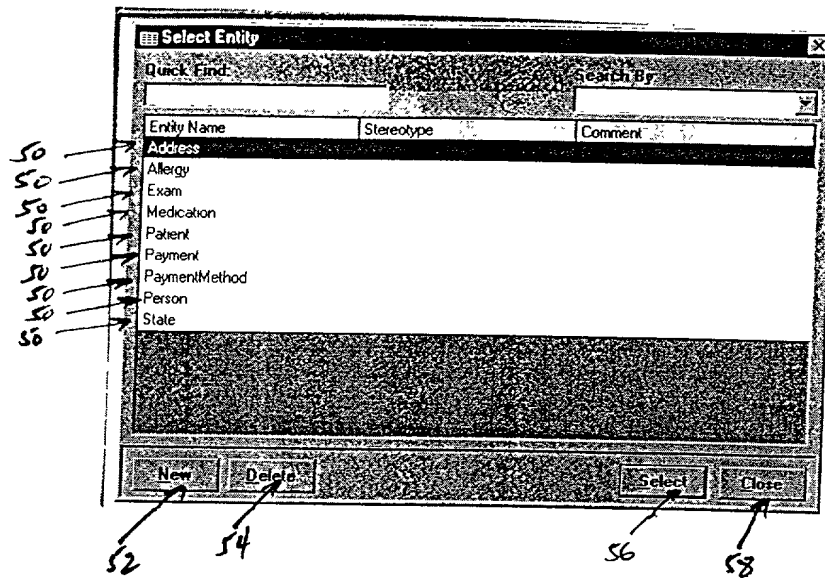 Select Entity
Quick Find:
Search By
Entity Name Stereotype Comment
50 Address
50 Allergy
50 Exam
50 Medication
50 Patient
50 Payment
50 PaymentMethod
50 Person
50 State
New Delete Select Close
52 54 56 58